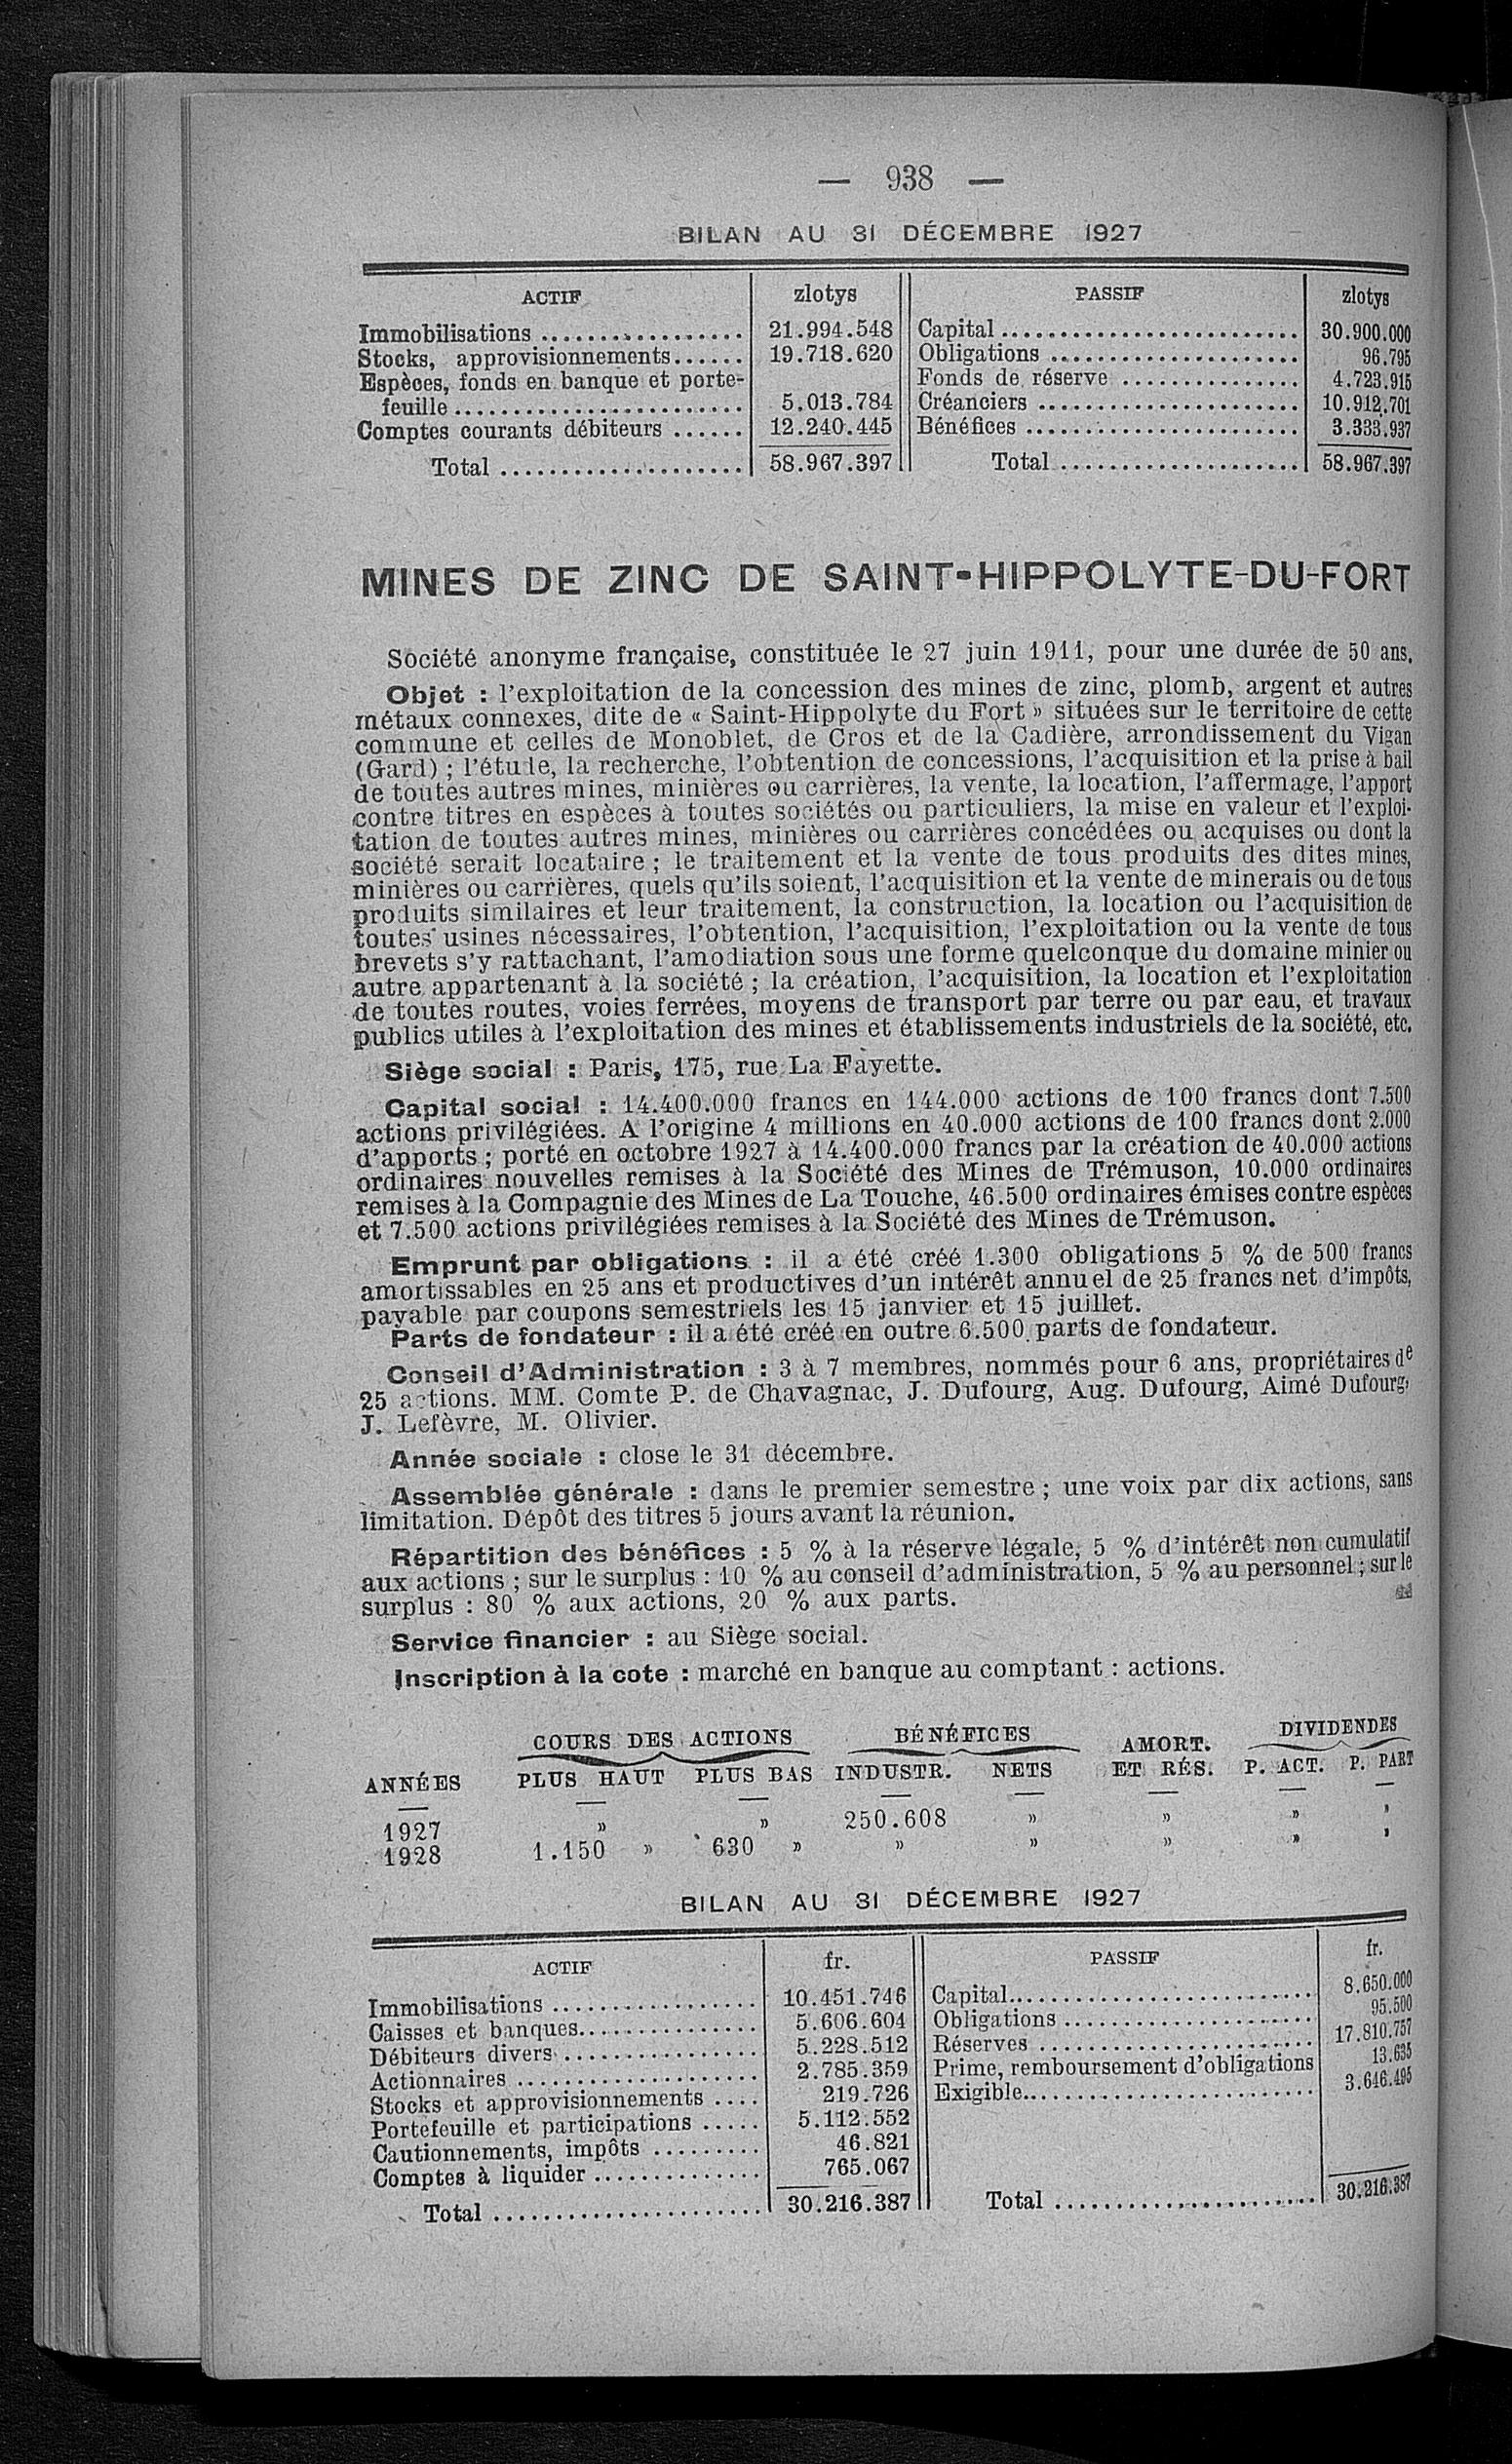 — 938 —
BILAN AU 31 DÉCEMBRE 1927
ACTIF zlotys PASSIF zlotys
Immobilisations .................. 21.994.548 Capital .......................... 30.900.000
Stocks, approvisionnements...... 19.718.620 Obligations ..................... 96.795
Espèces, fonds en banque et porte- Fonds de réserve ............... 4.723.915
feuille ......................... 5.013.784 Créanciers ....................... 10.912.701
Comptes courants débiteurs ...... 12.240.445 Bénéfices ........................ 3.333.937
Total .................... 58.967.397 Total .................... 58.967.397
MINES DE ZINC DE SAINT-HIPPOLYTE-DU-FORT
Société anonyme française, constituée le 27 juin 1911, pour une durée de 50 ans.
Objet : l'exploitation de la concession des mines de zinc, plomb, argent et autres
métaux connexes, dite de « Saint-Hippolyte du Fort » situées sur le territoire de cette
commune et celles de Monoblet, de Cros et de la Cadière, arrondissement du Vigan
(Gard) ; l'étude, la recherche, l'obtention de concessions, l'acquisition et la prise à bail
de toutes autres mines, minières ou carrières, la vente, la location, l'affermage, l'apport
contre titres en espèces à toutes sociétés ou particuliers, la mise en valeur et l'exploi-
tation de toutes autres mines, minières ou carrières concédées ou acquises ou dont la
société serait locataire ; le traitement et la vente de tous produits des dites mines,
minières ou carrières, quels qu'ils soient, l'acquisition et la vente de minerais ou de tous
produits similaires et leur traitement, la construction, la location ou l'acquisition de
toutes usines nécessaires, l'obtention, l'acquisition, l'exploitation ou la vente de tous
brevets s'y rattachant, l'amodiation sous une forme quelconque du domaine minier ou
autre appartenant à la société ; la création, l'acquisition, la location et l'exploitation
de toutes routes, voies ferrées, moyens de transport par terre ou par eau, et travaux
publics utiles à l'exploitation des mines et établissements industriels de la société, etc.
Siège social : Paris, 175, rue La Fayette.
Capital social : 14.400.000 francs en 144.000 actions de 100 francs dont 7.500
actions privilégiées. A l'origine 4 millions en 40.000 actions de 100 francs dont 2.000
d'apports ; porté en octobre 1927 à 14.400.000 francs par la création de 40.000 actions
ordinaires nouvelles remises à la Société des Mines de Trémuson, 10.000 ordinaires
remises à la Compagnie des Mines de La Touche, 46.500 ordinaires émises contre espèces
et 7.500 actions privilégiées remises à la Société des Mines de Trémuson.
Emprunt par obligations : il a été créé 1.300 obligations 5 % de 500 francs
amortissables en 25 ans et productives d'un intérêt annuel de 25 francs net d'impôts,
payable par coupons semestriels les 15 janvier et 15 juillet.
Parts de fondateur : il a été créé en outre 6.500 parts de fondateur.
Conseil d'Administration : 3 à 7 membres, nommés pour 6 ans, propriétaires de
25 actions. MM. Comte P. de Chavagnac, J. Dufourg, Aug. Dufourg, Aimé Dufourg,
J. Lefèvre, M. Olivier.
Année sociale : close le 31 décembre.
Assemblée générale : dans le premier semestre ; une voix par dix actions, sans
limitation. Dépôt des titres 5 jours avant la réunion.
Répartition des bénéfices : 5 % à la réserve légale, 5 % d'intérêt non cumulatif
aux actions ; sur le surplus : 10 % au conseil d'administration, 5 % au personnel ; sur le
surplus : 80 % aux actions, 20 % aux parts.
Service financier : au Siège social.
Inscription à la cote : marché en banque au comptant : actions.
COURS DES ACTIONS BÉNÉFICES AMORT. DIVIDENDES
ANNÉES PLUS HAUT PLUS BAS INDUSTR. NETS ET RÉS. P. ACT. P. PART
1927 » » 250.608 » » » »
1928 1.150 » 630 » » » » » »
BILAN AU 31 DÉCEMBRE 1927
ACTIF fr. PASSIF fr.
Immobilisations .................. 10.451.746 Capital.......................... 8.650.000
Caisses et banques................ 5.606.604 Obligations ...................... 95.500
Débiteurs divers ................. 5.228.512 Réserves ........................ 17.810.757
Actionnaires ..................... 2.785.359 Prime, remboursement d'obligations 13.635
Stocks et approvisionnements .... 219.726 Exigible......................... 3.646.495
Portefeuille et participations ..... 5.112.552
Cautionnements, impôts ......... 46.821
Comptes à liquider .............. 765.067
Total ...................... 30.216.387 Total ...................... 30.216.387